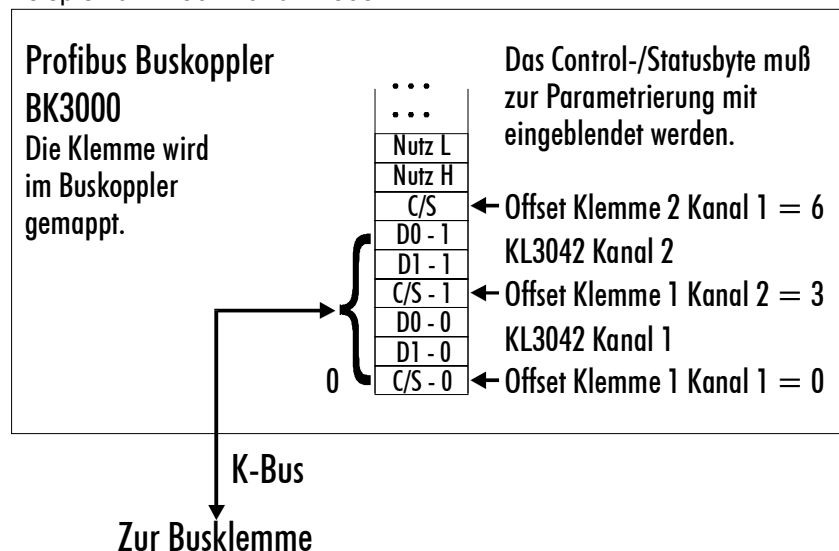 Profibus Buskoppler
BK3000
Die Klemme wird
im Buskoppler
gemappt.
Das Control-/Statusbyte muß
zur Parametrierung mit
eingeblendet werden.
...
...
Nutz L
Nutz H
C/S
Offset Klemme 2 Kanal 1 = 6
D0 - 1
KL3042 Kanal 2
D1 - 1
C/S - 1
Offset Klemme 1 Kanal 2 = 3
D0 - 0
KL3042 Kanal 1
D1 - 0
0
C/S - 0
Offset Klemme 1 Kanal 1 = 0
K-Bus
Zur Busklemme